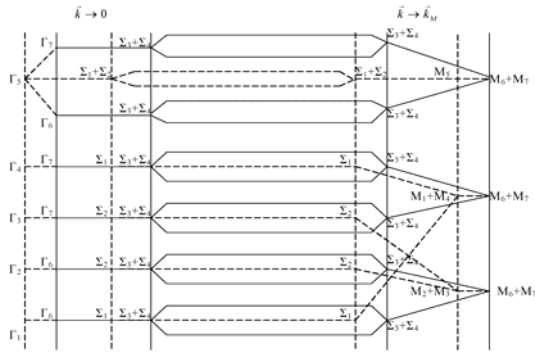 k⃗ → 0 k⃗ → k⃗_M
Γ₇ Σ₃+Σ₄ Σ₃+Σ₄
Γ₅ Σ₁+Σ₂ Σ₁+Σ₂ M₅ M₆+M₇
Γ₆ Σ₃+Σ₄ Σ₃+Σ₄
Γ₄ Γ₇ Σ₁ Σ₃+Σ₄ Σ₁ Σ₃+Σ₄
M₁+M₄ M₆+M₇
Γ₃ Γ₇ Σ₂ Σ₃+Σ₄ Σ₂ Σ₃+Σ₄
Γ₂ Γ₆ Σ₂ Σ₃+Σ₄ Σ₂ Σ₃+Σ₄
M₂+M₃ M₆+M₇
Γ₁ Γ₆ Σ₁ Σ₃+Σ₄ Σ₁ Σ₃+Σ₄